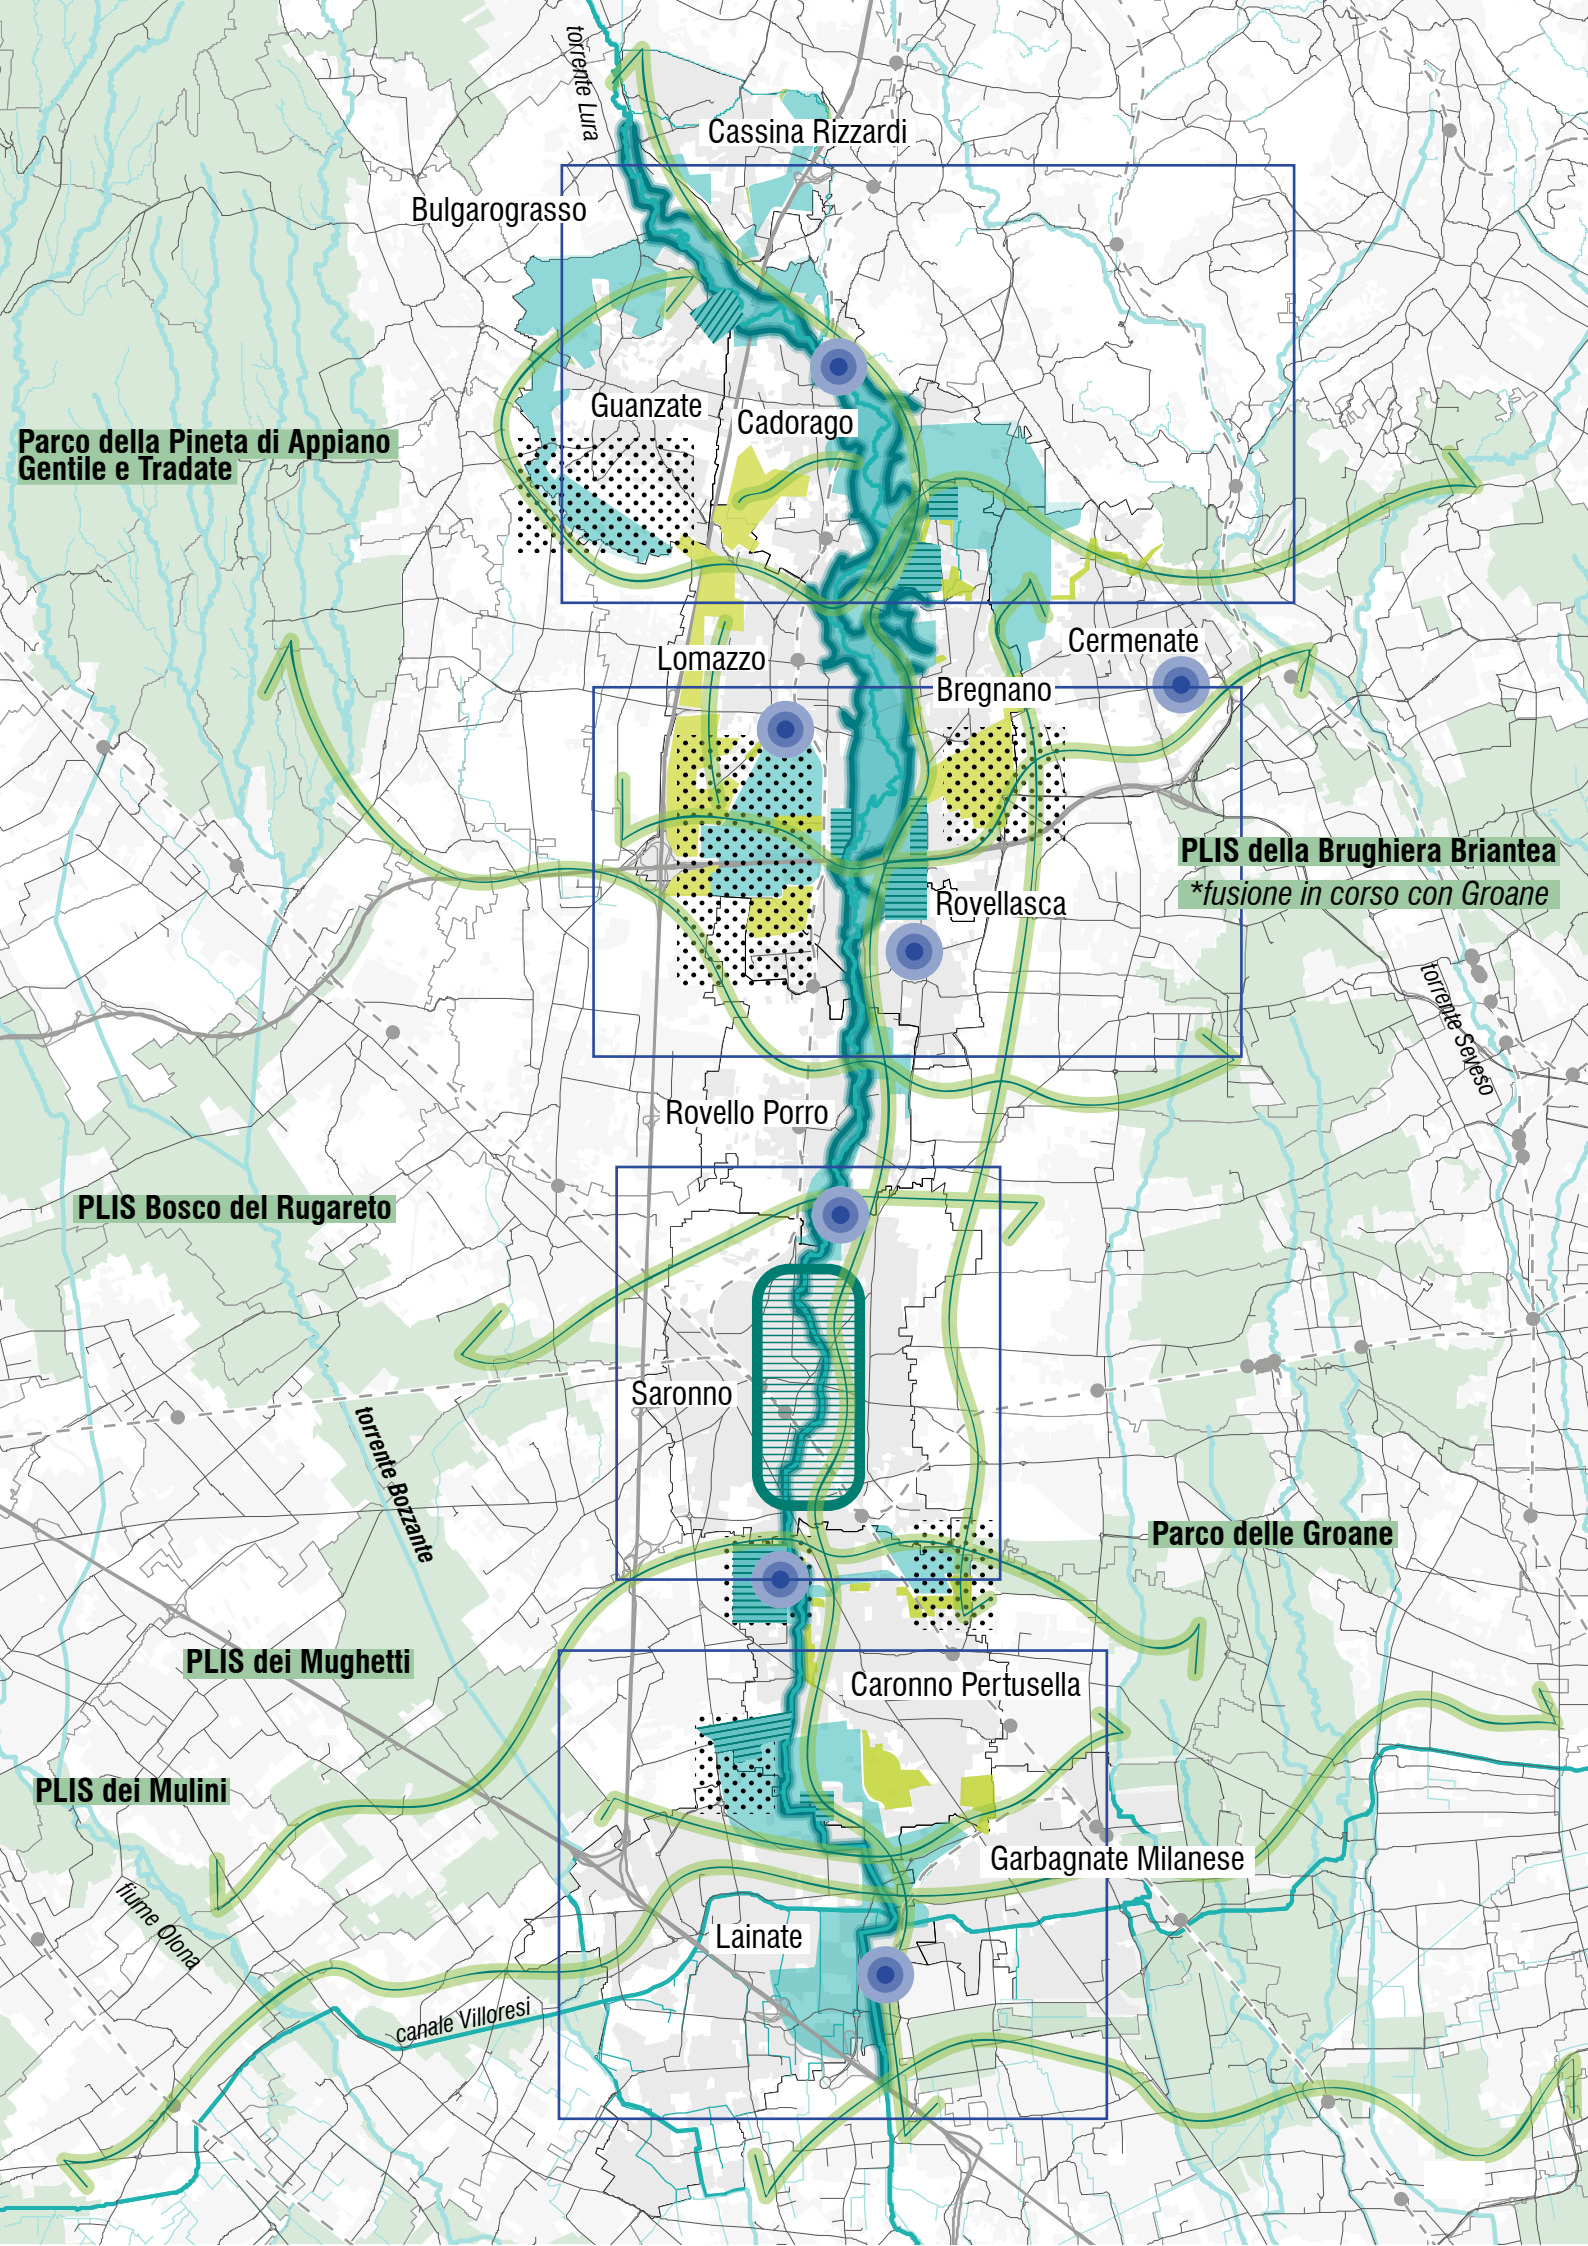 torrente Lura
Cassina Rizzardi
Bulgarograsso
Guanzate
Cadorago
Parco della Pineta di Appiano
Gentile e Tradate
Cermenate
Lomazzo
Bregnano
PLIS della Brughiera Briantea
*fusione in corso con Groane
Rovellasca
torrente Seveso
Rovello Porro
PLIS Bosco del Rugareto
Saronno
torrente Bozzante
Parco delle Groane
PLIS dei Mughetti
Caronno Pertusella
PLIS dei Mulini
Garbagnate Milanese
fiume Olona
Lainate
canale Villoresi